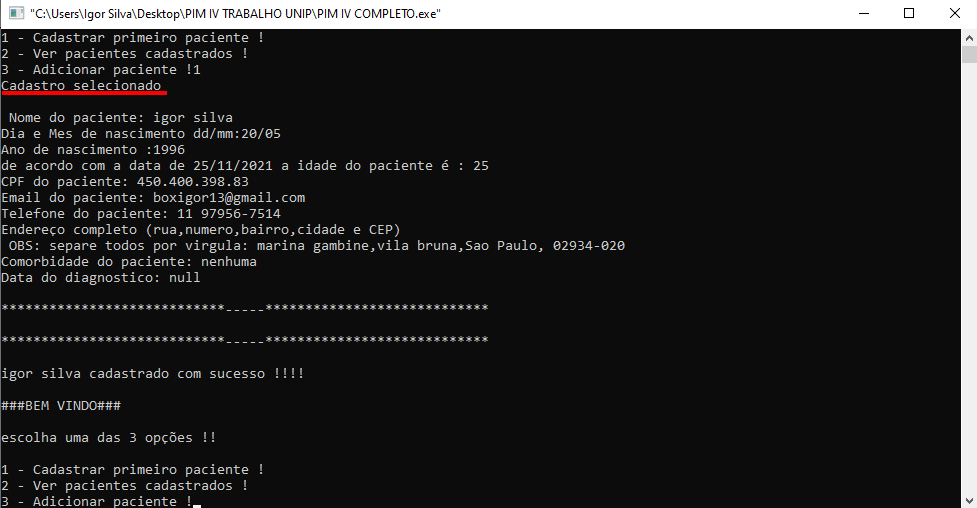 "C:\Users\Igor Silva\Desktop\PIM IV TRABALHO UNIP\PIM IV COMPLETO.exe"
1 - Cadastrar primeiro paciente !
2 - Ver pacientes cadastrados !
3 - Adicionar paciente !1
Cadastro selecionado
Nome do paciente: igor silva
Dia e Mes de nascimento dd/mm:20/05
Ano de nascimento :1996
de acordo com a data de 25/11/2021 a idade do paciente é : 25
CPF do paciente: 450.400.398.83
Email do paciente: boxigor13@gmail.com
Telefone do paciente: 11 97956-7514
Endereço completo (rua,numero,bairro,cidade e CEP)
OBS: separe todos por virgula: marina gambine,vila bruna,Sao Paulo, 02934-020
Comorbidade do paciente: nenhuma
Data do diagnostico: null
****************************-----****************************
****************************-----****************************
igor silva cadastrado com sucesso !!!!
###BEM VINDO###
escolha uma das 3 opções !!
1 - Cadastrar primeiro paciente !
2 - Ver pacientes cadastrados !
3 - Adicionar paciente !